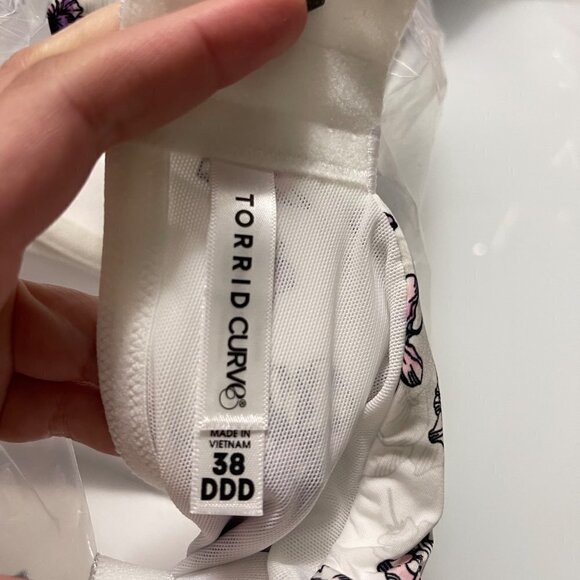 TORRID CURVE®
MADE IN
VIETNAM
38
DDD